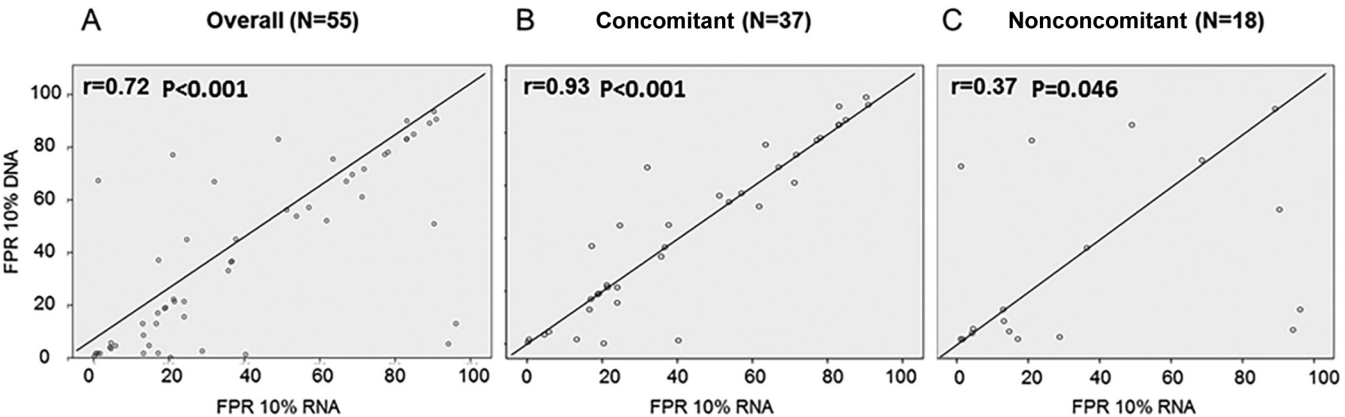 A Overall (N=55)
r=0.72 P<0.001
FPR 10% DNA
100
80
60
40
20
0
0 20 40 60 80 100
FPR 10% RNA
B Concomitant (N=37)
r=0.93 P<0.001
0 20 40 60 80 100
FPR 10% RNA
C Nonconcomitant (N=18)
r=0.37 P=0.046
0 20 40 60 80 100
FPR 10% RNA